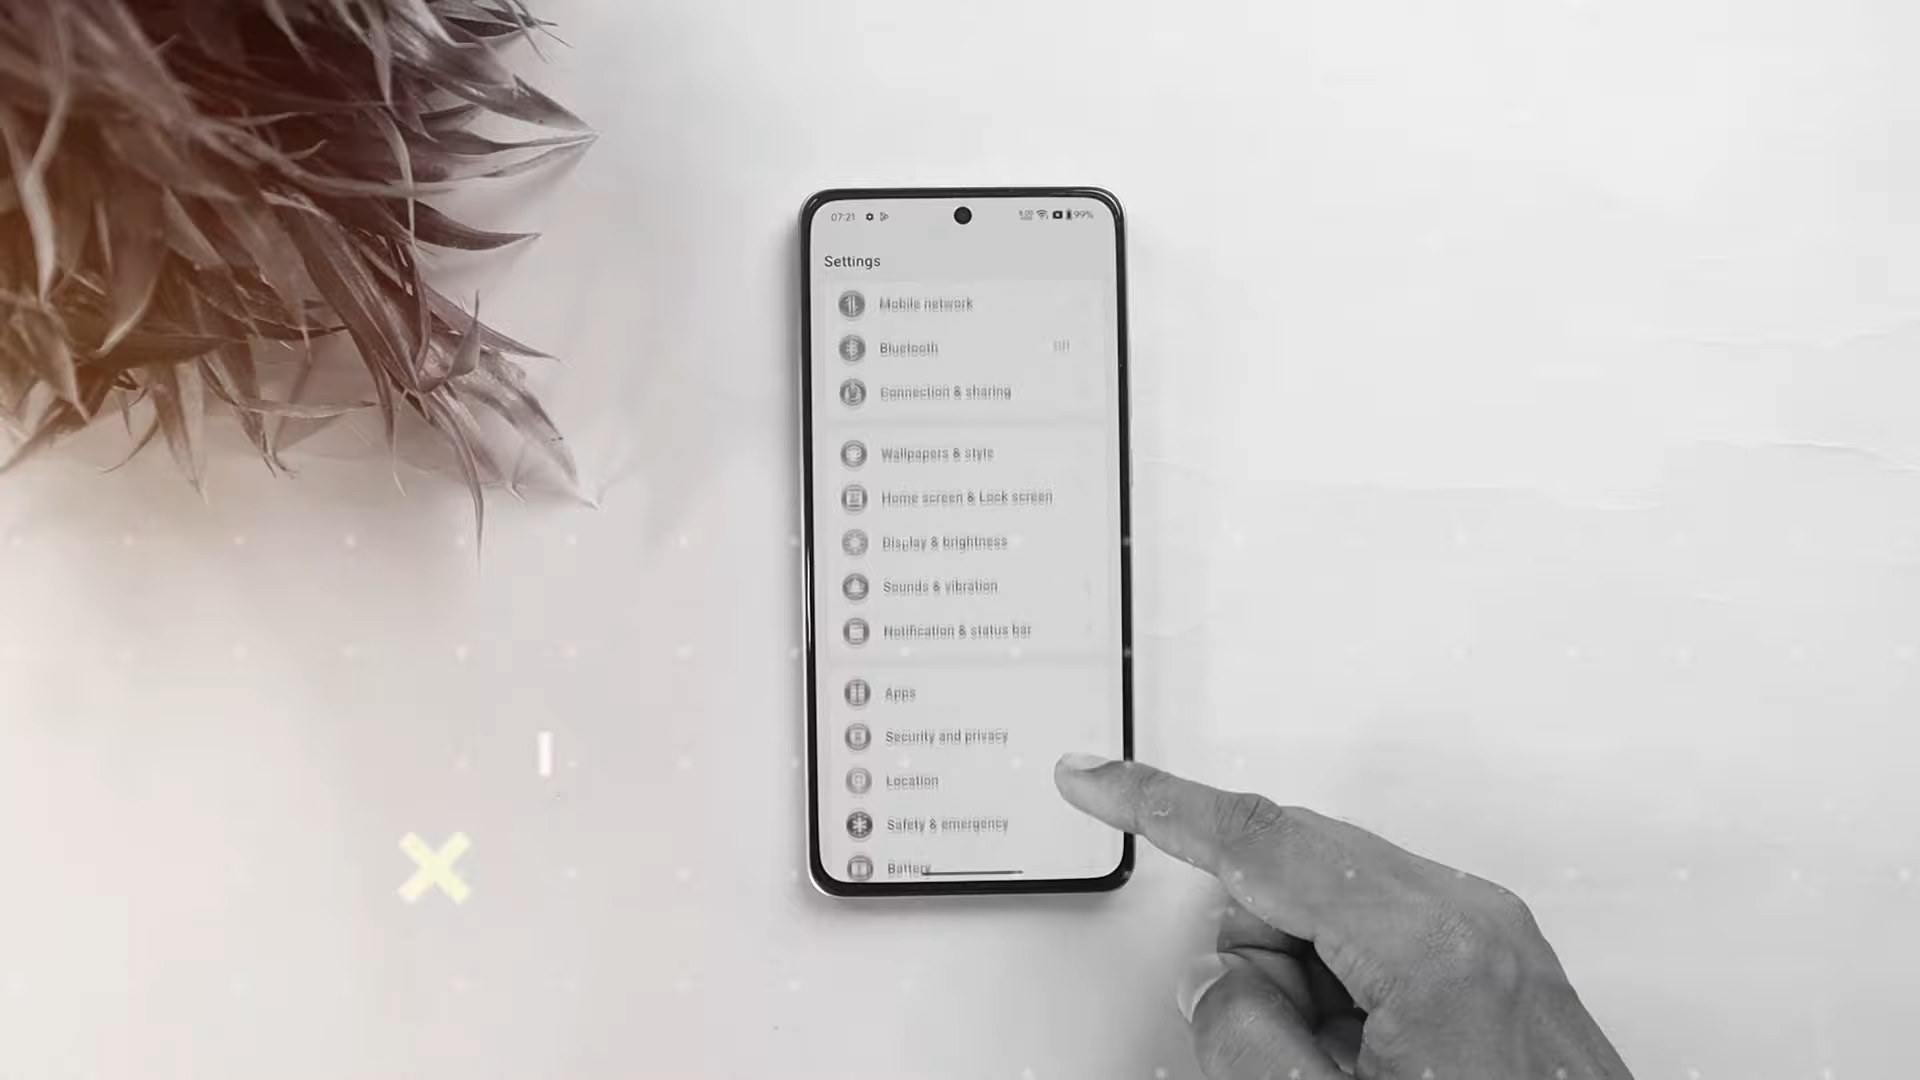 07:21
99%
Settings
Mobile network
Bluetooth
Off
Connection & sharing
Wallpapers & style
Home screen & Lock screen
Display & brightness
Sounds & vibration
Notification & status bar
Apps
Security and privacy
Location
Safety & emergency
Battery